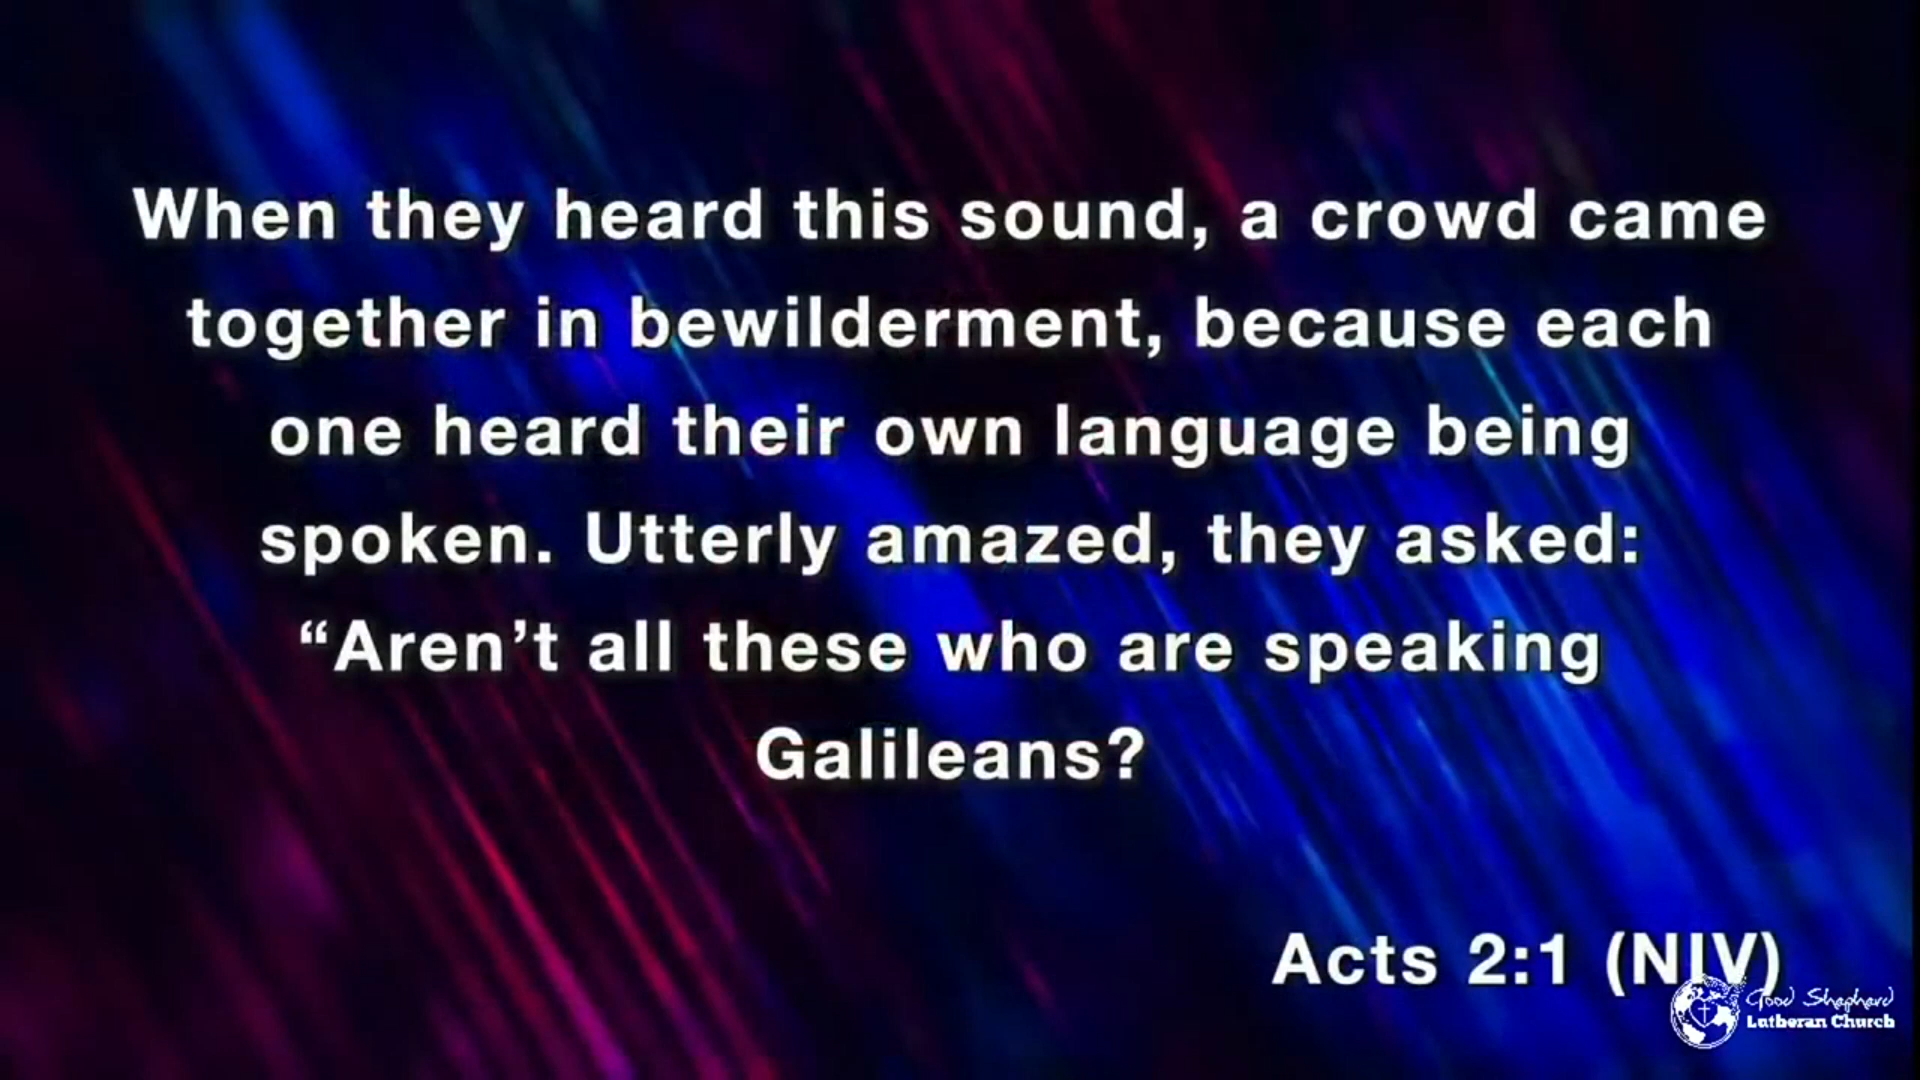 When they heard this sound, a crowd came
together in bewilderment, because each
one heard their own language being
spoken. Utterly amazed, they asked:
“Aren’t all these who are speaking
Galileans?
Acts 2:1 (NIV)
Good Shepherd
Lutheran Church